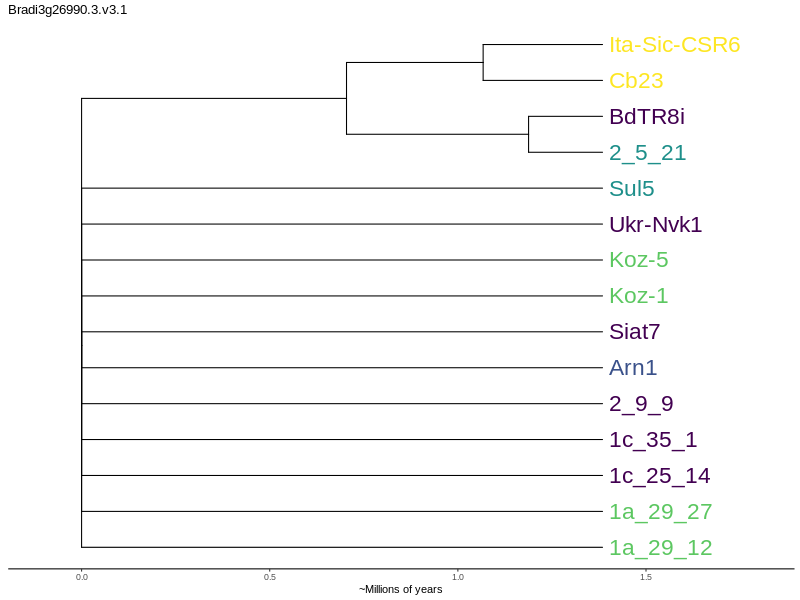 Bradi3g26990.3.v3.1
Ita-Sic-CSR6
Cb23
BdTR8i
2_5_21
Sul5
Ukr-Nvk1
Koz-5
Koz-1
Siat7
Arn1
2_9_9
1c_35_1
1c_25_14
1a_29_27
1a_29_12
0.0 0.5 1.0 1.5
~Millions of years